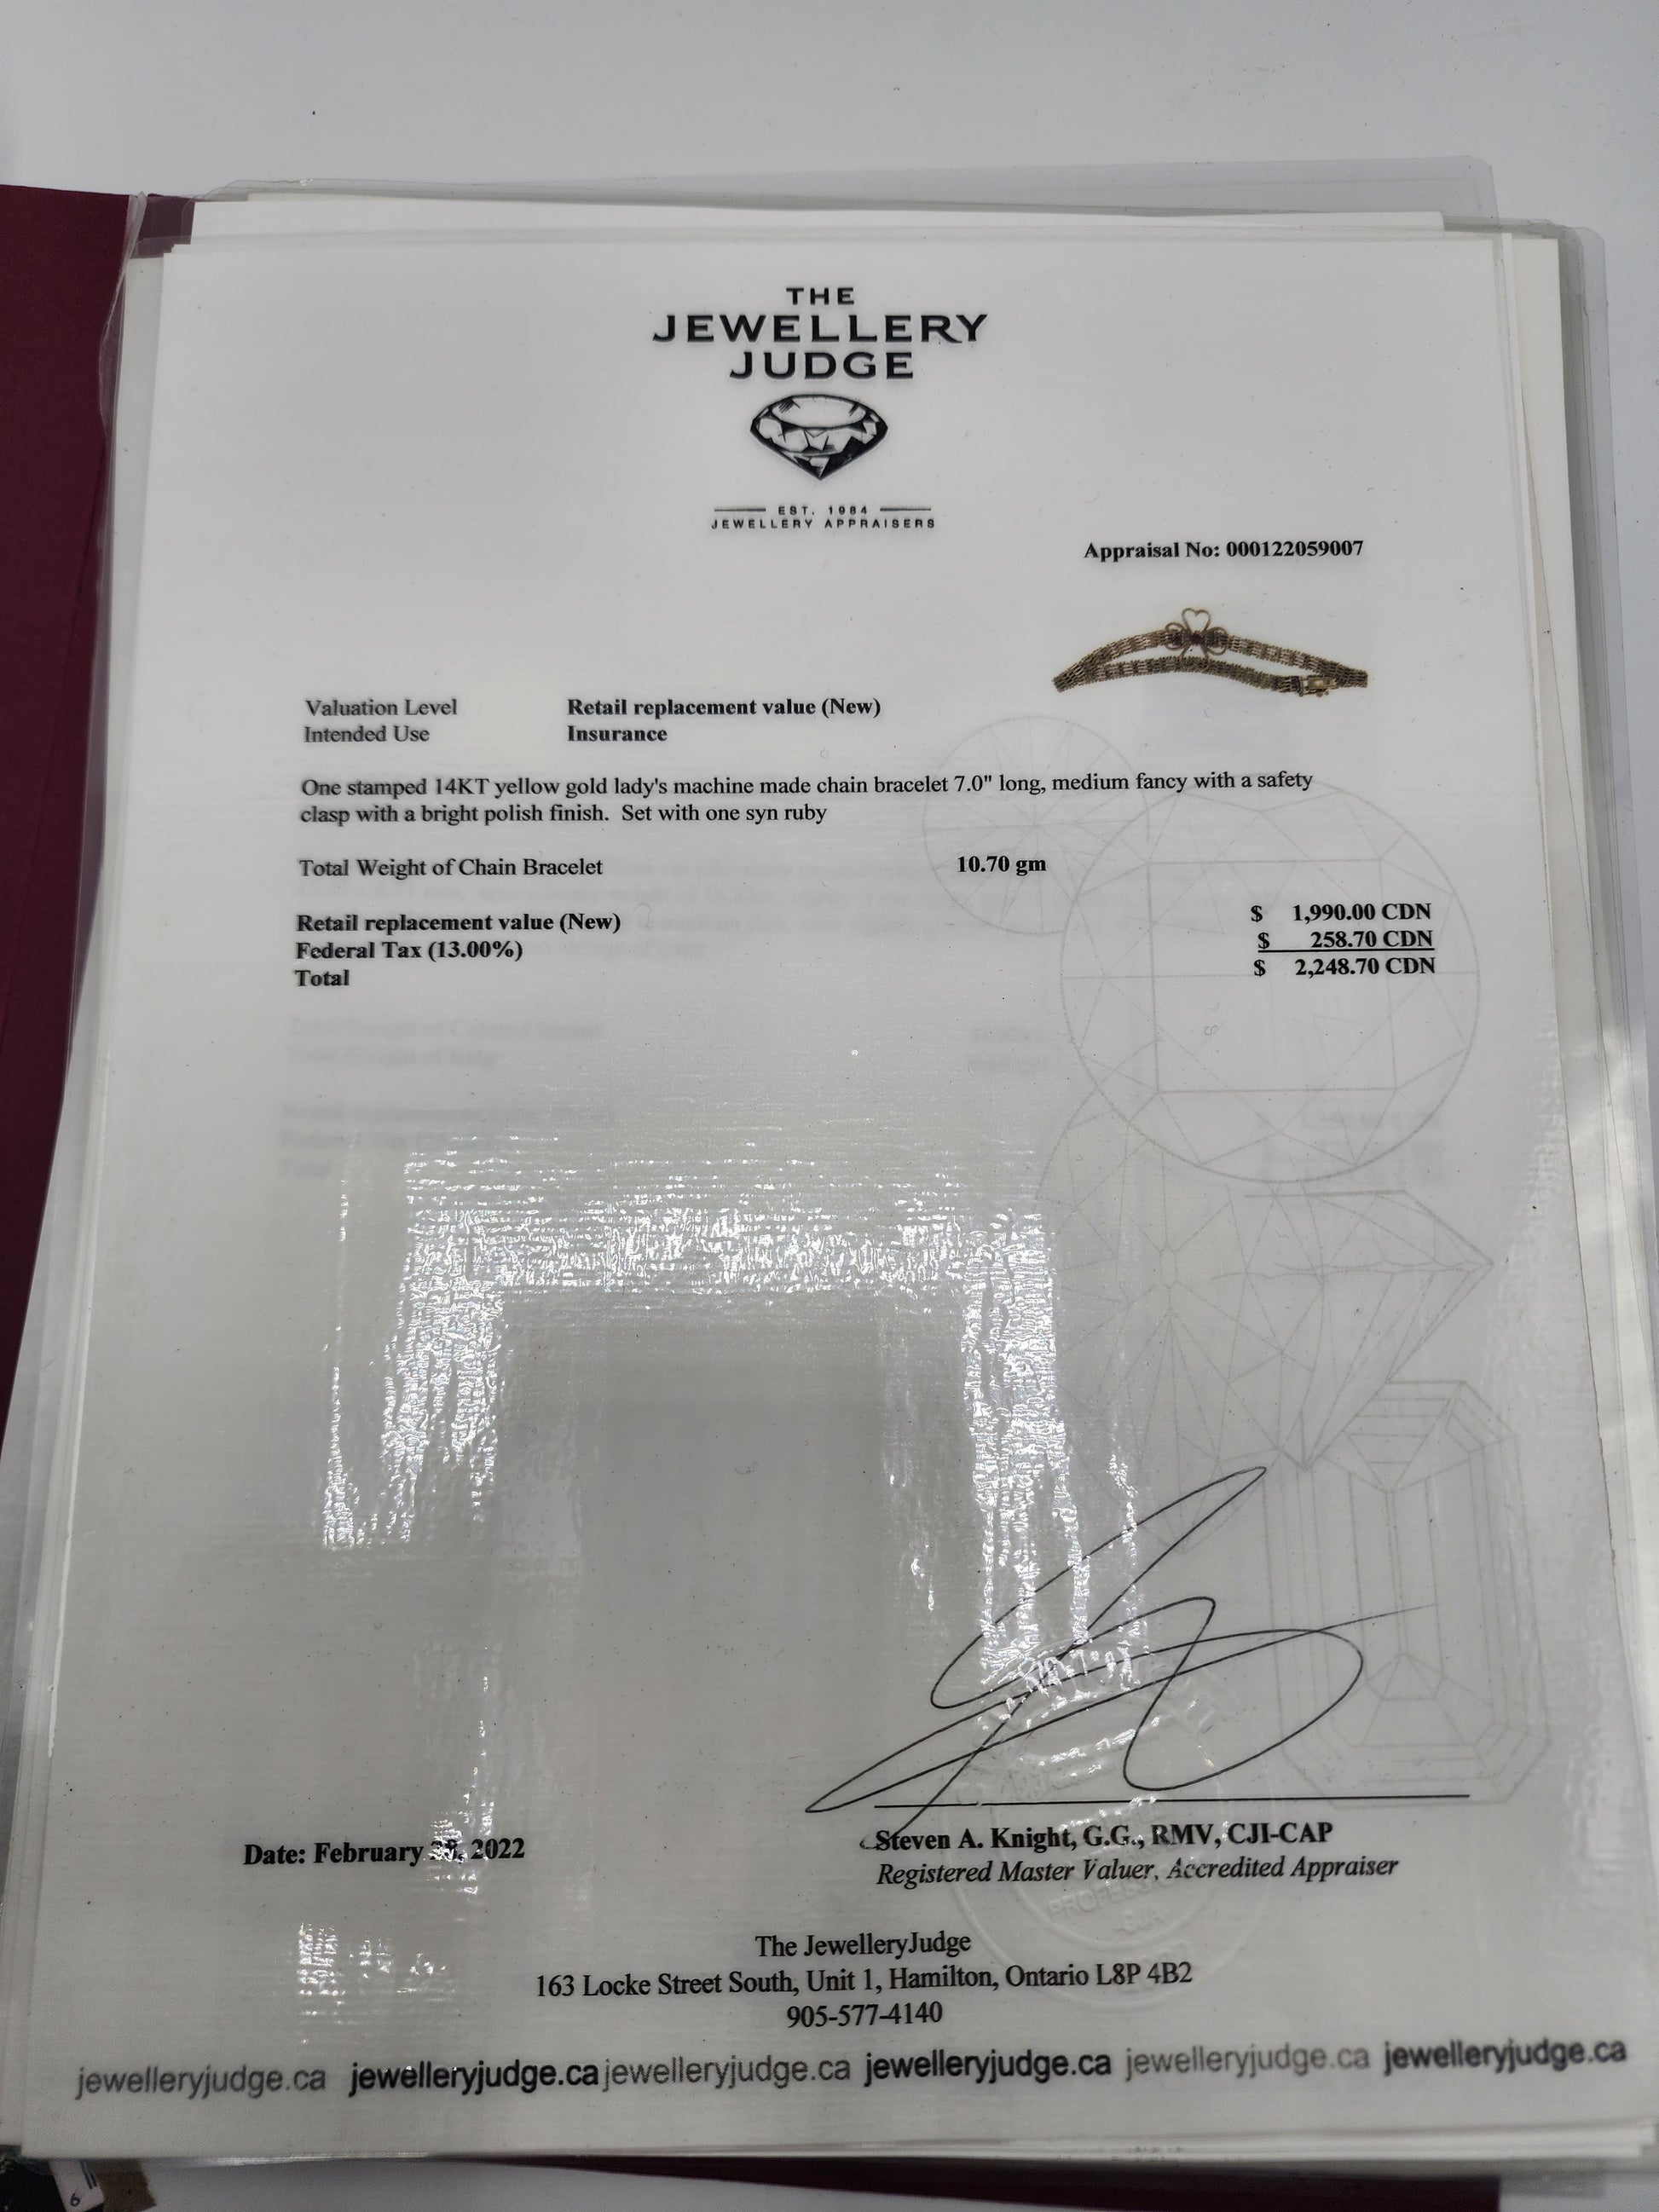 THE
JEWELLERY
JUDGE
EST. 1984
JEWELLERY APPRAISERS
Appraisal No: 000122059007
Valuation Level Retail replacement value (New)
Intended Use Insurance
One stamped 14KT yellow gold lady's machine made chain bracelet 7.0" long, medium fancy with a safety
clasp with a bright polish finish. Set with one syn ruby
Total Weight of Chain Bracelet 10.70 gm
Retail replacement value (New) $ 1,990.00 CDN
Federal Tax (13.00%) $ 258.70 CDN
Total $ 2,248.70 CDN
Date: February 2022
Steven A. Knight, G.G., RMV, CJI-CAP
Registered Master Valuer, Accredited Appraiser
The JewelleryJudge
163 Locke Street South, Unit 1, Hamilton, Ontario L8P 4B2
905-577-4140
jewelleryjudge.ca jewelleryjudge.ca jewelleryjudge.ca jewelleryjudge.ca jewelleryjudge.ca jewelleryjudge.ca